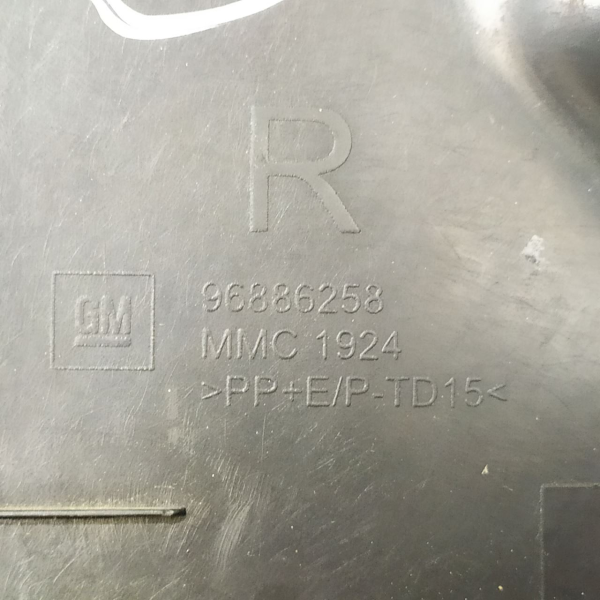 R
GM
96886258
MMC 1924
>PP+E/P-TD15<